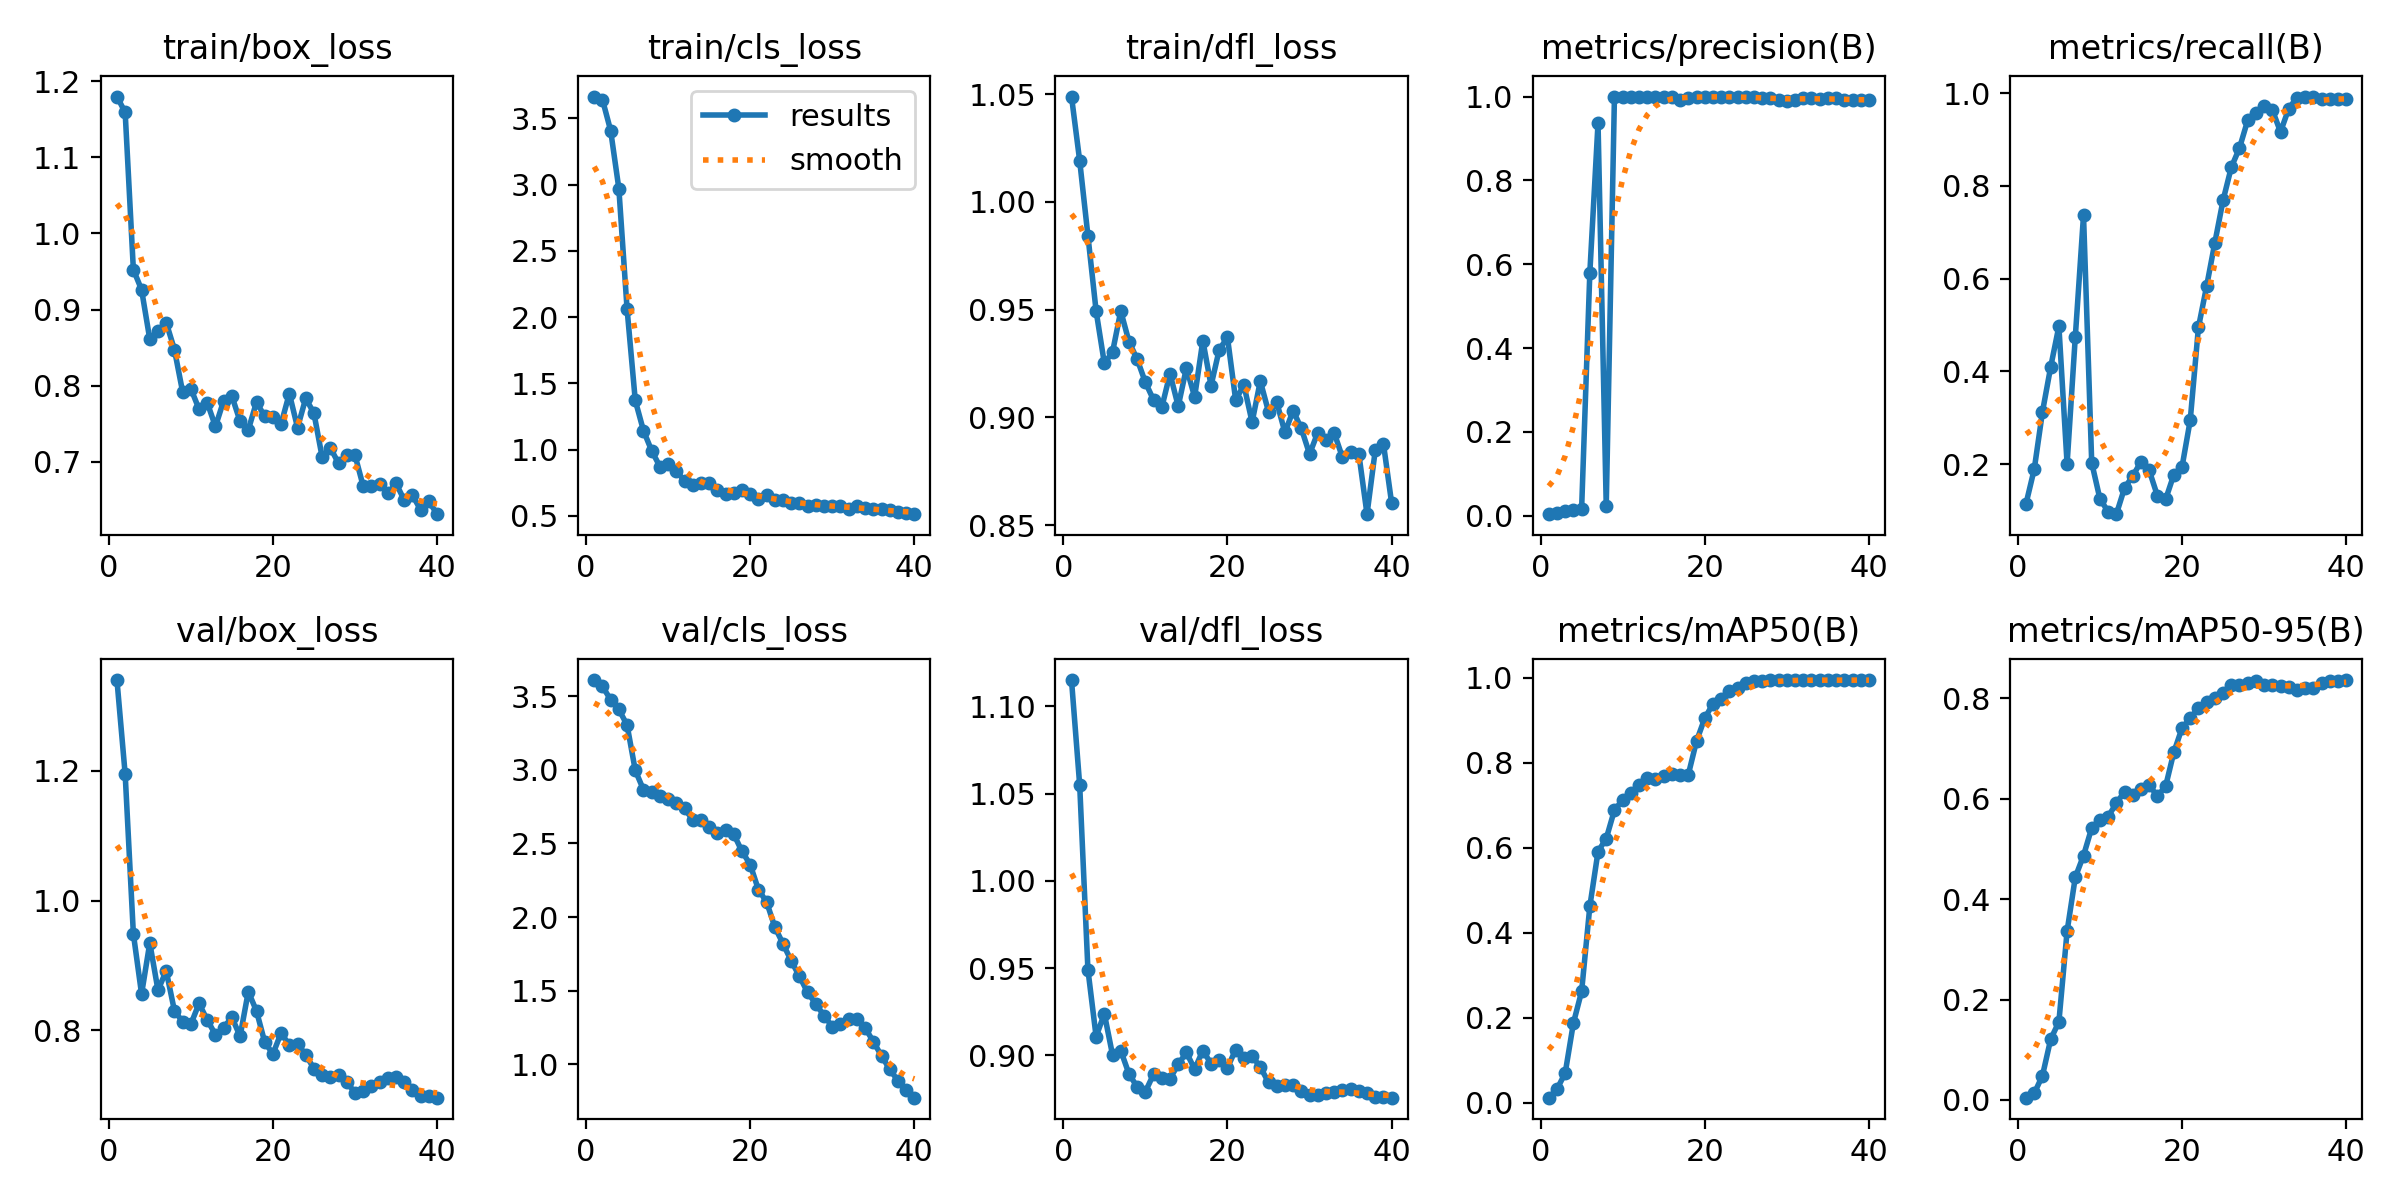 train/box_loss
1.2
1.1
1.0
0.9
0.8
0.7
0 20 40
train/cls_loss
results
smooth
3.5
3.0
2.5
2.0
1.5
1.0
0.5
0 20 40
train/dfl_loss
1.05
1.00
0.95
0.90
0.85
0 20 40
metrics/precision(B)
1.0
0.8
0.6
0.4
0.2
0.0
0 20 40
metrics/recall(B)
1.0
0.8
0.6
0.4
0.2
0 20 40
val/box_loss
1.2
1.0
0.8
0 20 40
val/cls_loss
3.5
3.0
2.5
2.0
1.5
1.0
0 20 40
val/dfl_loss
1.10
1.05
1.00
0.95
0.90
0 20 40
metrics/mAP50(B)
1.0
0.8
0.6
0.4
0.2
0.0
0 20 40
metrics/mAP50-95(B)
0.8
0.6
0.4
0.2
0.0
0 20 40